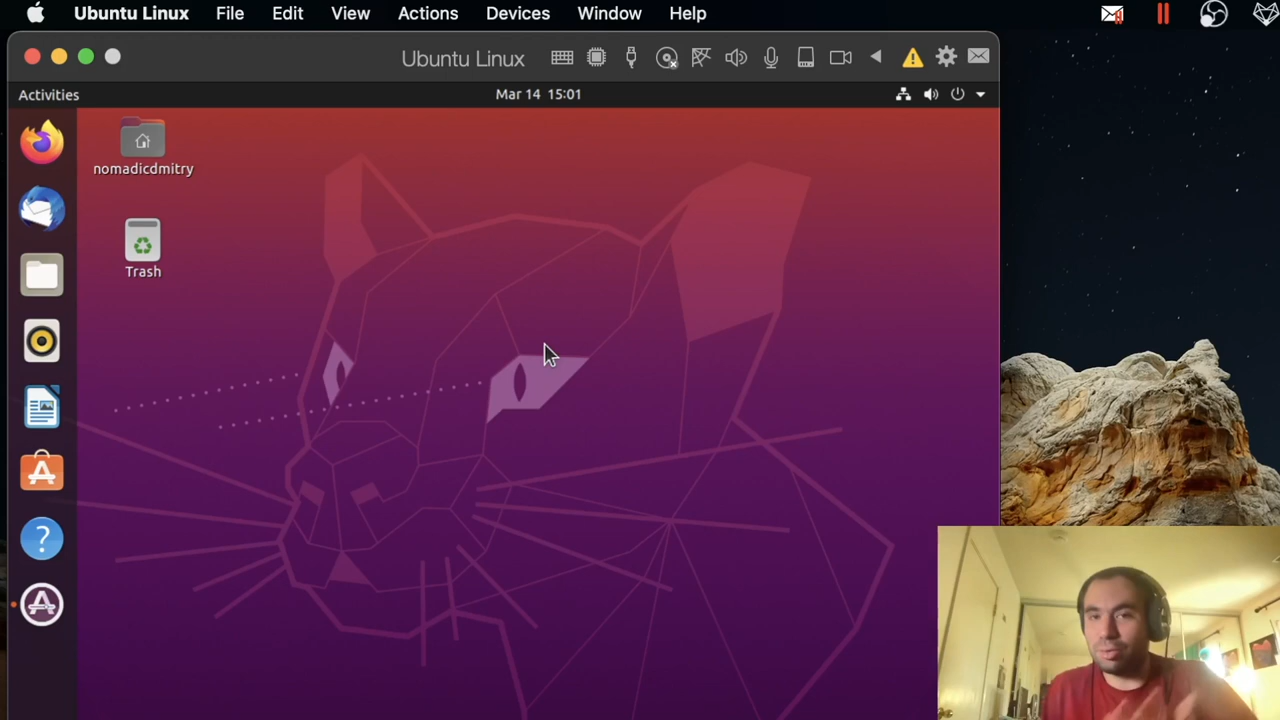 Ubuntu Linux File Edit View Actions Devices Window Help
Ubuntu Linux
Activities
Mar 14 15:01
nomadicdmitry
Trash